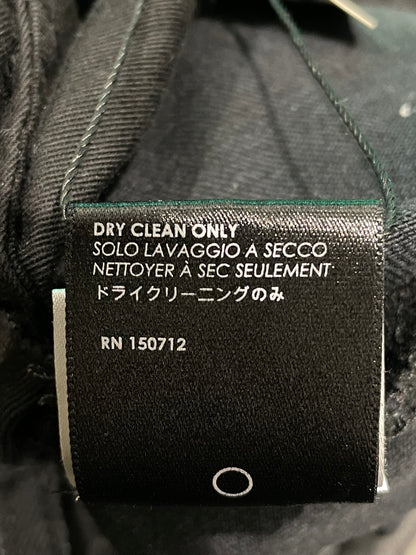 DRY CLEAN ONLY
SOLO LAVAGGIO A SECCO
NETTOYER À SEC SEULEMENT
ドライクリーニングのみ
RN 150712